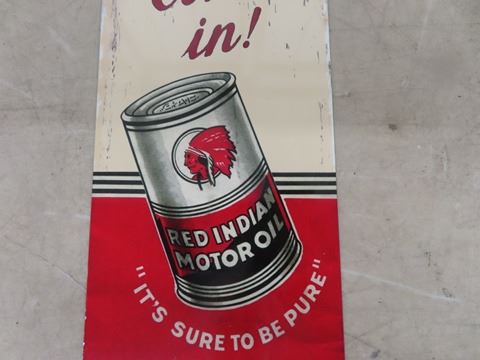 in!
RED INDIAN
MOTOR OIL
"IT'S SURE TO BE PURE"